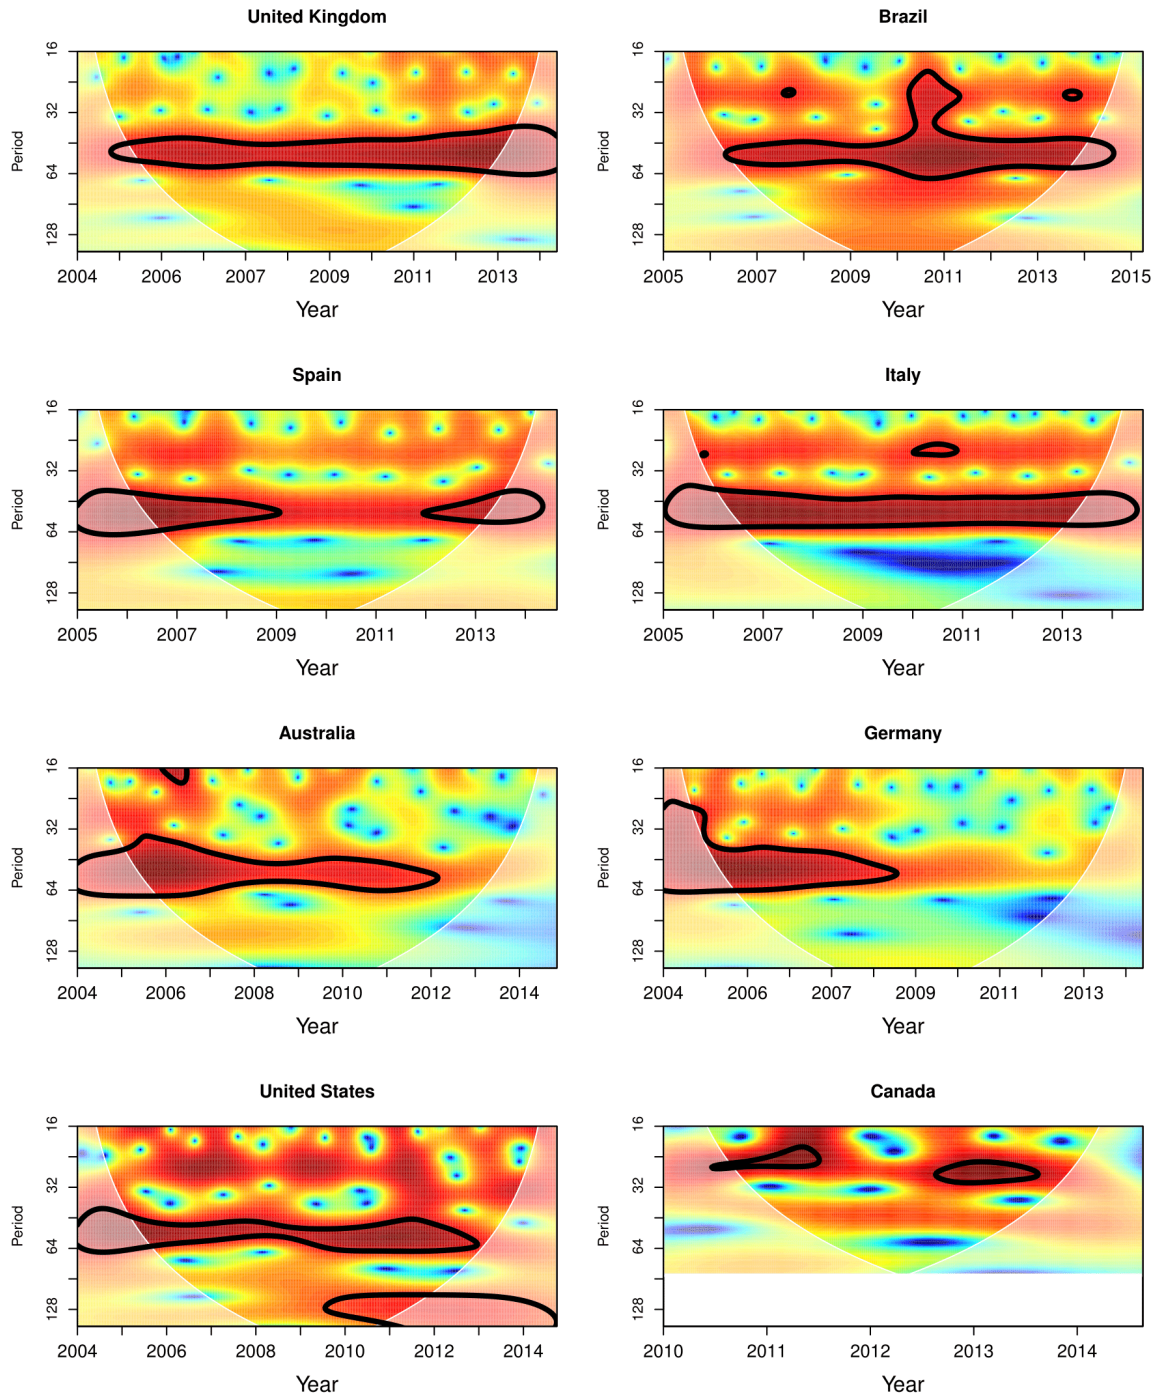 United Kingdom
Period
16
32
64
128
2004 2006 2007 2009 2011 2013
Year
Brazil
Period
16
32
64
128
2005 2007 2009 2011 2013 2015
Year
Spain
Period
16
32
64
128
2005 2007 2009 2011 2013
Year
Italy
Period
16
32
64
128
2005 2007 2009 2011 2013
Year
Australia
Period
16
32
64
128
2004 2006 2008 2010 2012 2014
Year
Germany
Period
16
32
64
128
2004 2005 2007 2009 2011 2013
Year
United States
Period
16
32
64
128
2004 2006 2008 2010 2012 2014
Year
Canada
Period
16
32
64
128
2010 2011 2012 2013 2014
Year